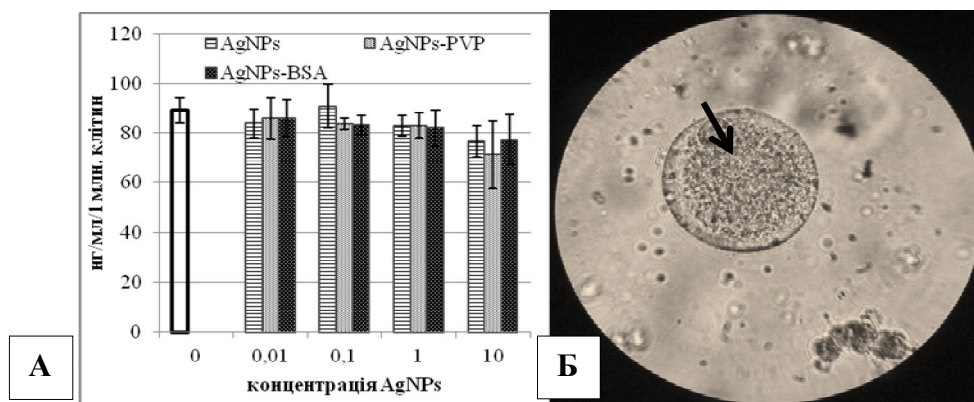 120
100
80
60
40
20
0
нг/мл/1 млн. клітин
AgNPs
AgNPs-PVP
AgNPs-BSA
0 0,01 0,1 1 10
концентрація AgNPs
А
Б